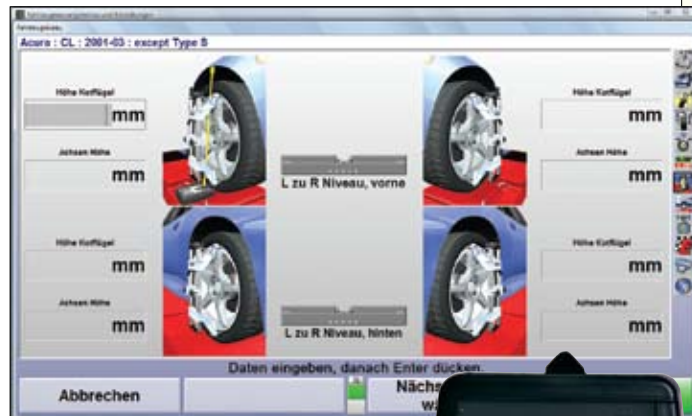 Acura : CL : 2001-03 : except Type S
Höhe Kotflügel
mm
Achsen Höhe
mm
Höhe Kotflügel
mm
Achsen Höhe
mm
L zu R Niveau, vorne
L zu R Niveau, hinten
Höhe Kotflügel
mm
Achsen Höhe
mm
Höhe Kotflügel
mm
Achsen Höhe
mm
Daten eingeben, danach Enter dücken.
Abbrechen